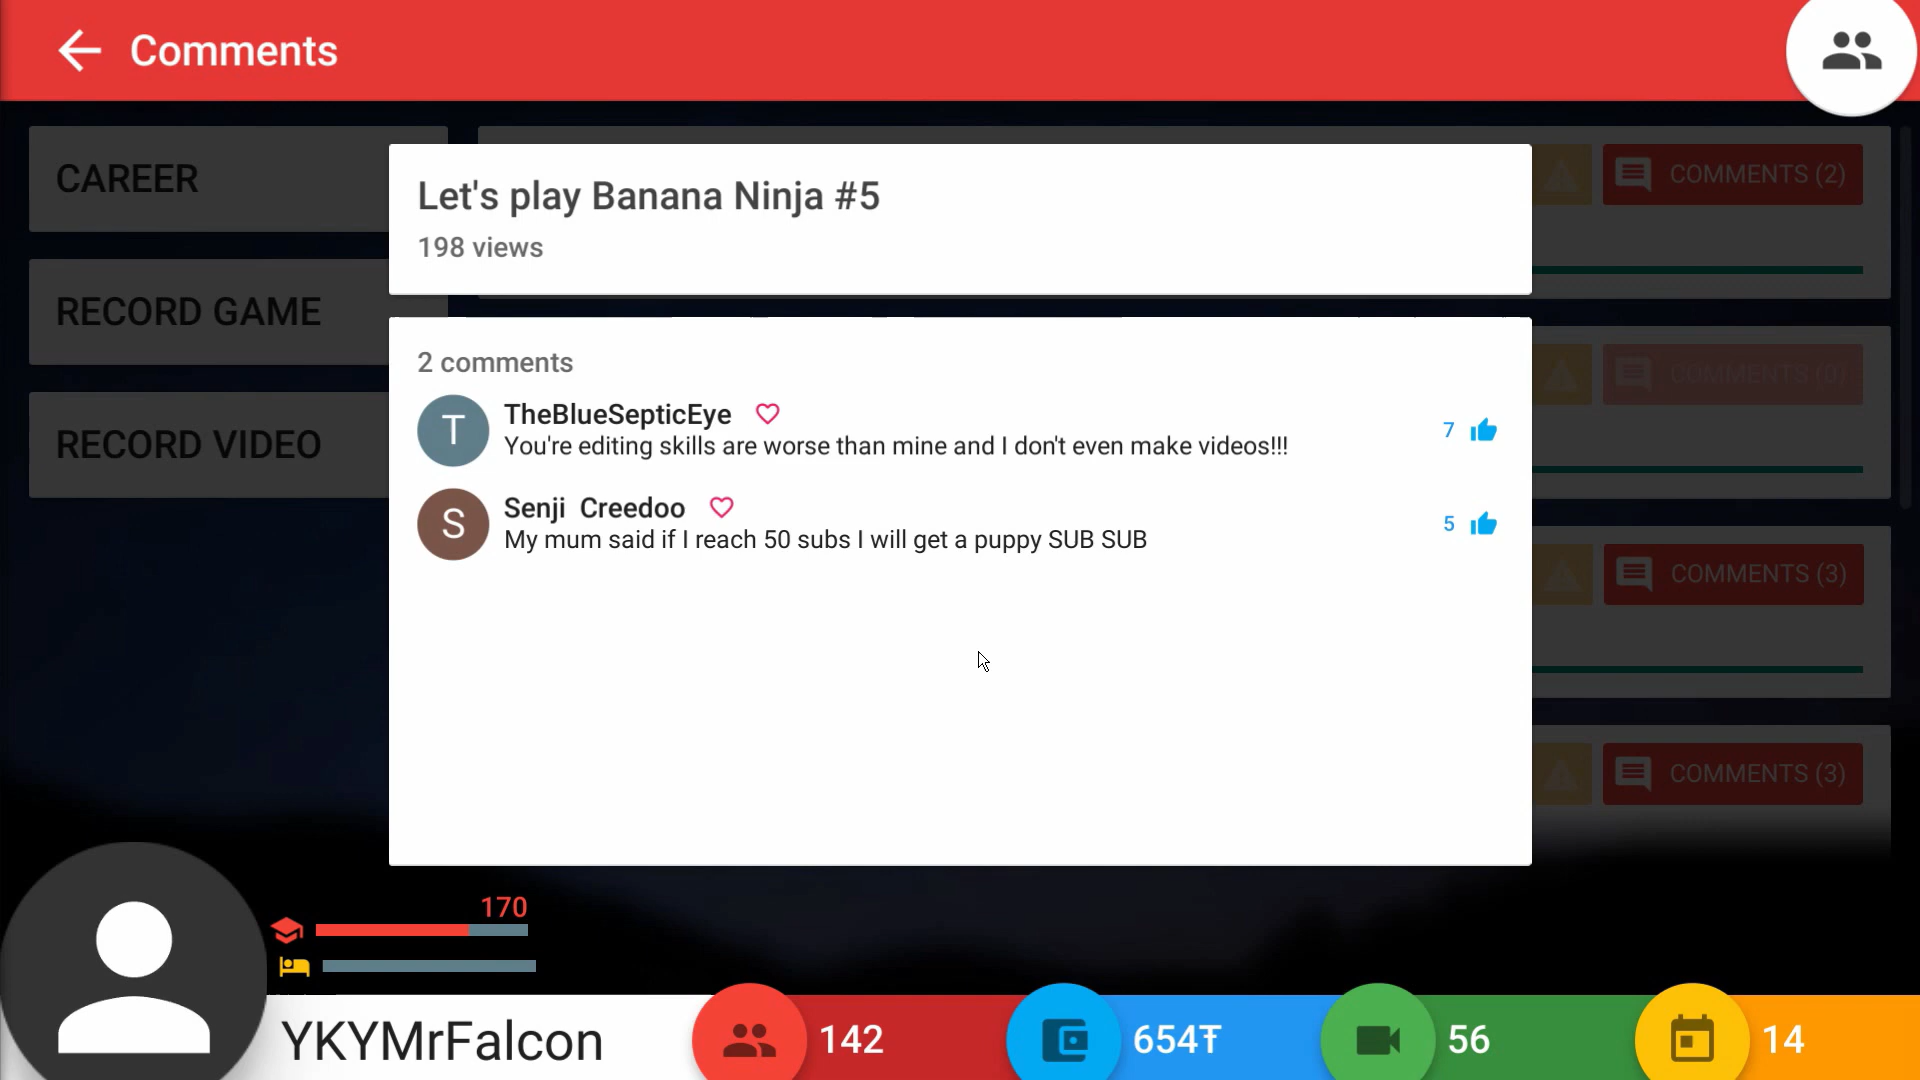 Comments
CAREER
RECORD GAME
RECORD VIDEO
Let's play Banana Ninja #5
198 views
2 comments
T
TheBlueSepticEye
You're editing skills are worse than mine and I don't even make videos!!!
7
S
Senji Creedoo
My mum said if I reach 50 subs I will get a puppy SUB SUB
5
COMMENTS (2)
COMMENTS (0)
COMMENTS (3)
COMMENTS (3)
170
YKYMrFalcon
142
654Ŧ
56
14